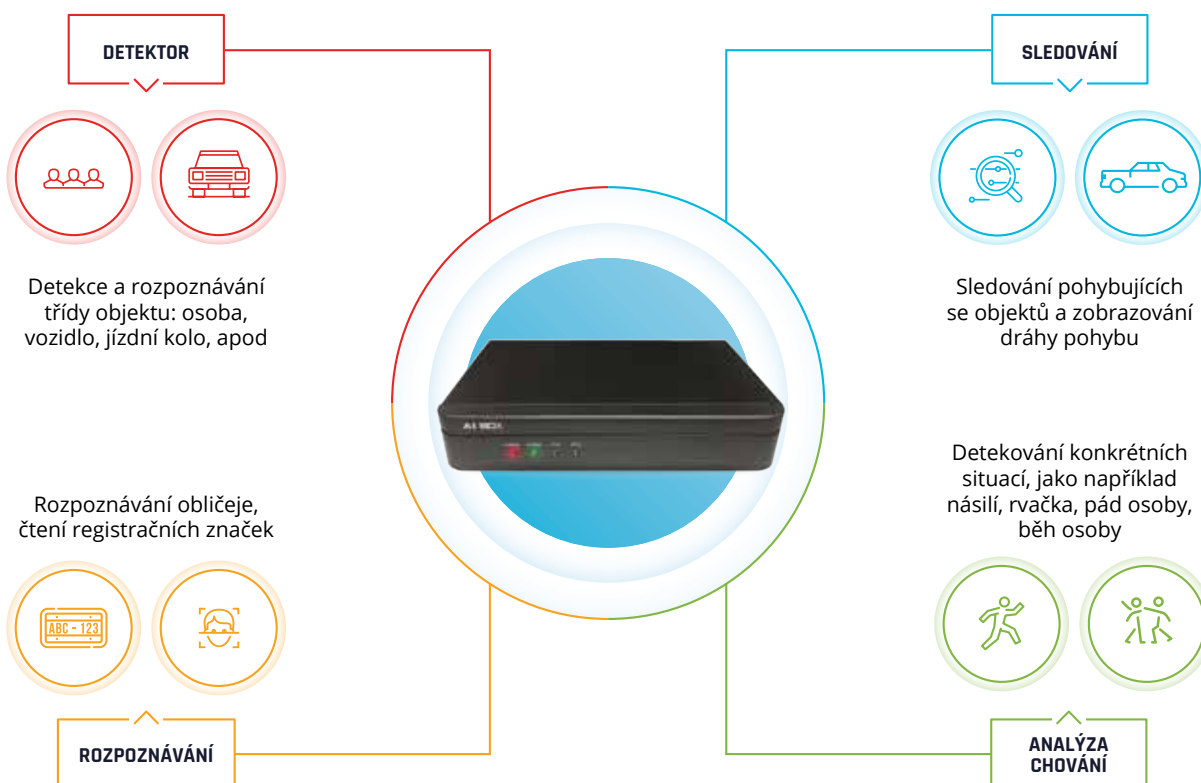 DETEKTOR
Detekce a rozpoznávání
třídy objektu: osoba,
vozidlo, jízdní kolo, apod
SLEDOVÁNÍ
Sledování pohybujících
se objektů a zobrazování
dráhy pohybu
Rozpoznávání obličeje,
čtení registračních značek
ABC - 123
ROZPOZNÁVÁNÍ
Detekování konkrétních
situací, jako například
násilí, rvačka, pád osoby,
běh osoby
ANALÝZA
CHOVÁNÍ